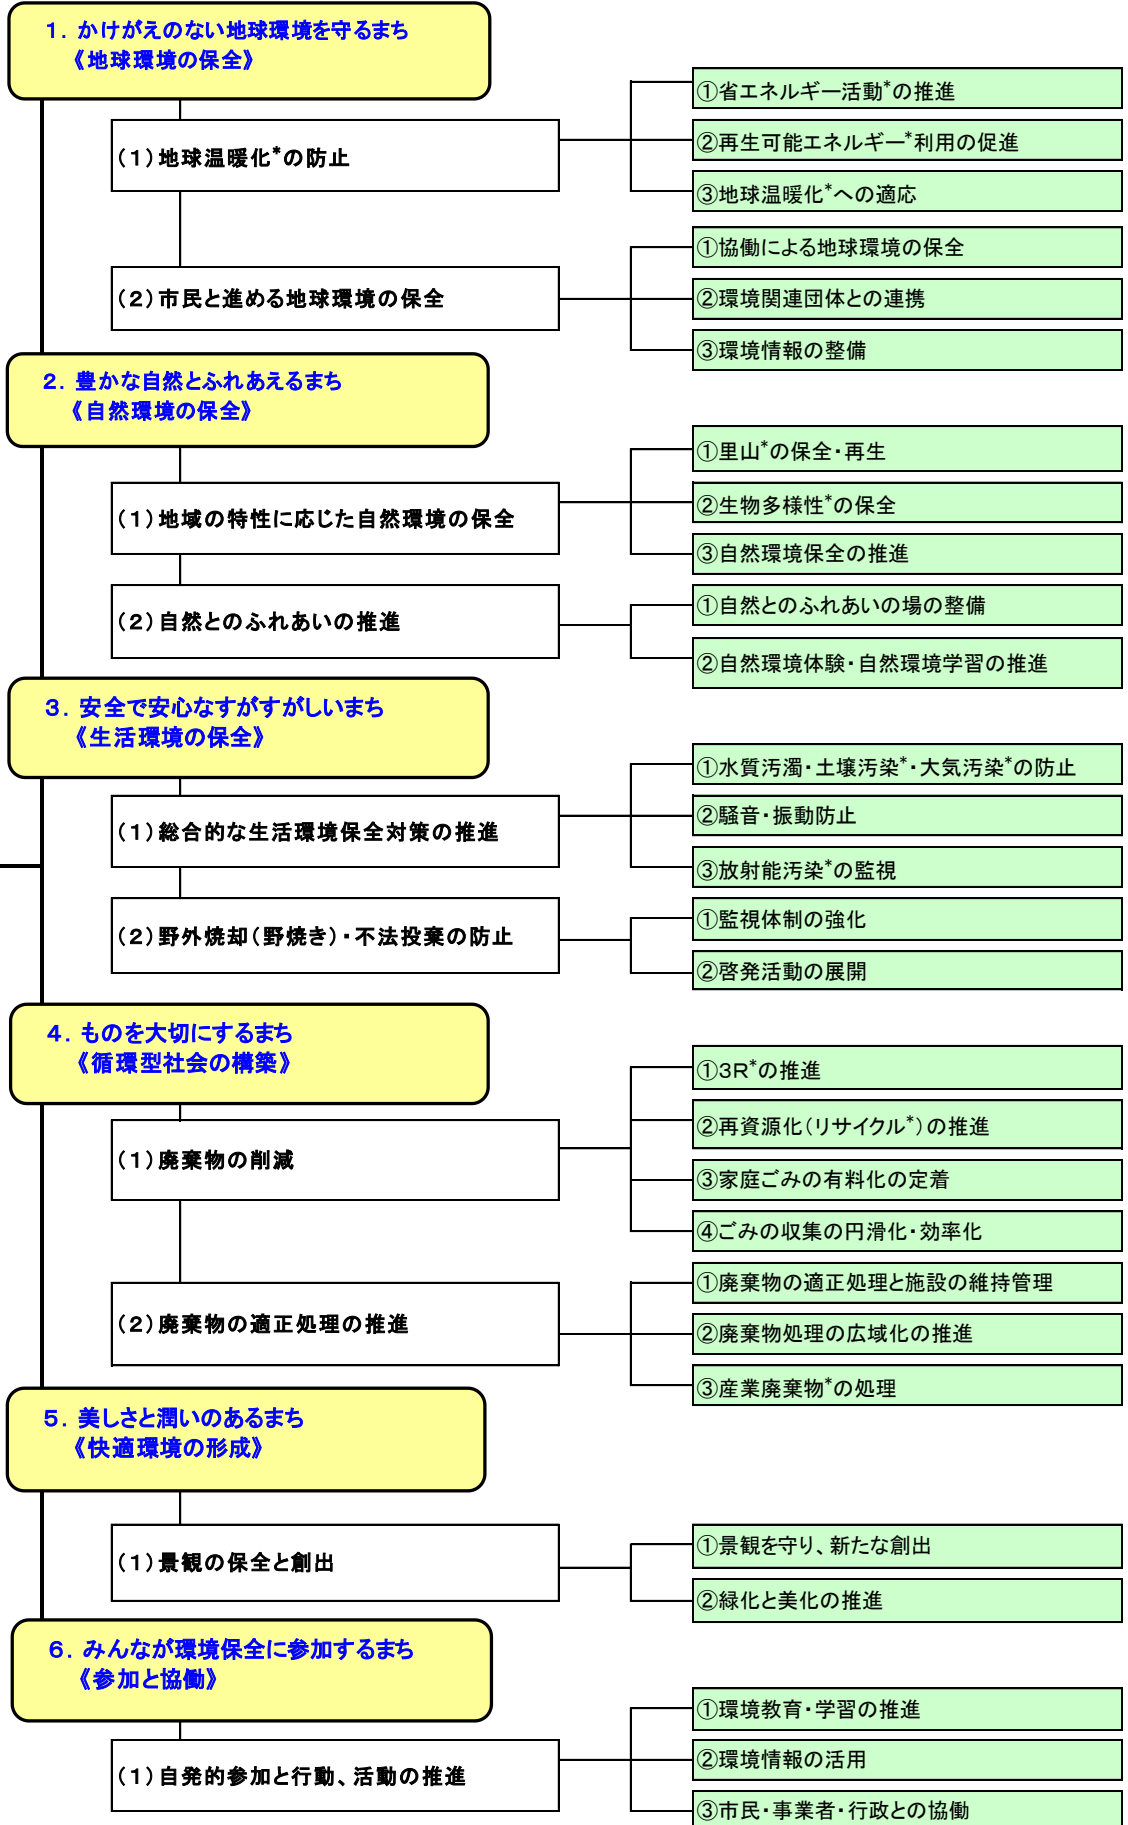 １．かけがえのない地球環境を守るまち
《地球環境の保全》
（１）地球温暖化*の防止
①省エネルギー活動*の推進
②再生可能エネルギー*利用の促進
③地球温暖化*への適応
（２）市民と進める地球環境の保全
①協働による地球環境の保全
②環境関連団体との連携
③環境情報の整備
２．豊かな自然とふれあえるまち
《自然環境の保全》
（１）地域の特性に応じた自然環境の保全
①里山*の保全・再生
②生物多様性*の保全
③自然環境保全の推進
（２）自然とのふれあいの推進
①自然とのふれあいの場の整備
②自然環境体験・自然環境学習の推進
３．安全で安心なすがすがしいまち
《生活環境の保全》
（１）総合的な生活環境保全対策の推進
①水質汚濁・土壌汚染*・大気汚染*の防止
②騒音・振動防止
③放射能汚染*の監視
（２）野外焼却（野焼き）・不法投棄の防止
①監視体制の強化
②啓発活動の展開
４．ものを大切にするまち
《循環型社会の構築》
（１）廃棄物の削減
①３Ｒ*の推進
②再資源化（リサイクル*）の推進
③家庭ごみの有料化の定着
④ごみの収集の円滑化・効率化
（２）廃棄物の適正処理の推進
①廃棄物の適正処理と施設の維持管理
②廃棄物処理の広域化の推進
③産業廃棄物*の処理
５．美しさと潤いのあるまち
《快適環境の形成》
（１）景観の保全と創出
①景観を守り、新たな創出
②緑化と美化の推進
６．みんなが環境保全に参加するまち
《参加と協働》
（１）自発的参加と行動、活動の推進
①環境教育・学習の推進
②環境情報の活用
③市民・事業者・行政との協働